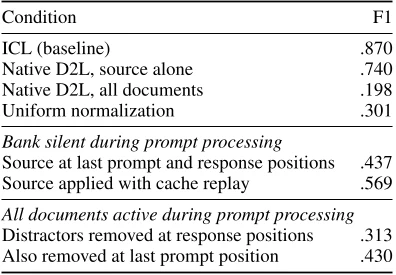 Condition F1
ICL (baseline) .870
Native D2L, source alone .740
Native D2L, all documents .198
Uniform normalization .301
Bank silent during prompt processing
Source at last prompt and response positions .437
Source applied with cache replay .569
All documents active during prompt processing
Distractors removed at response positions .313
Also removed at last prompt position .430